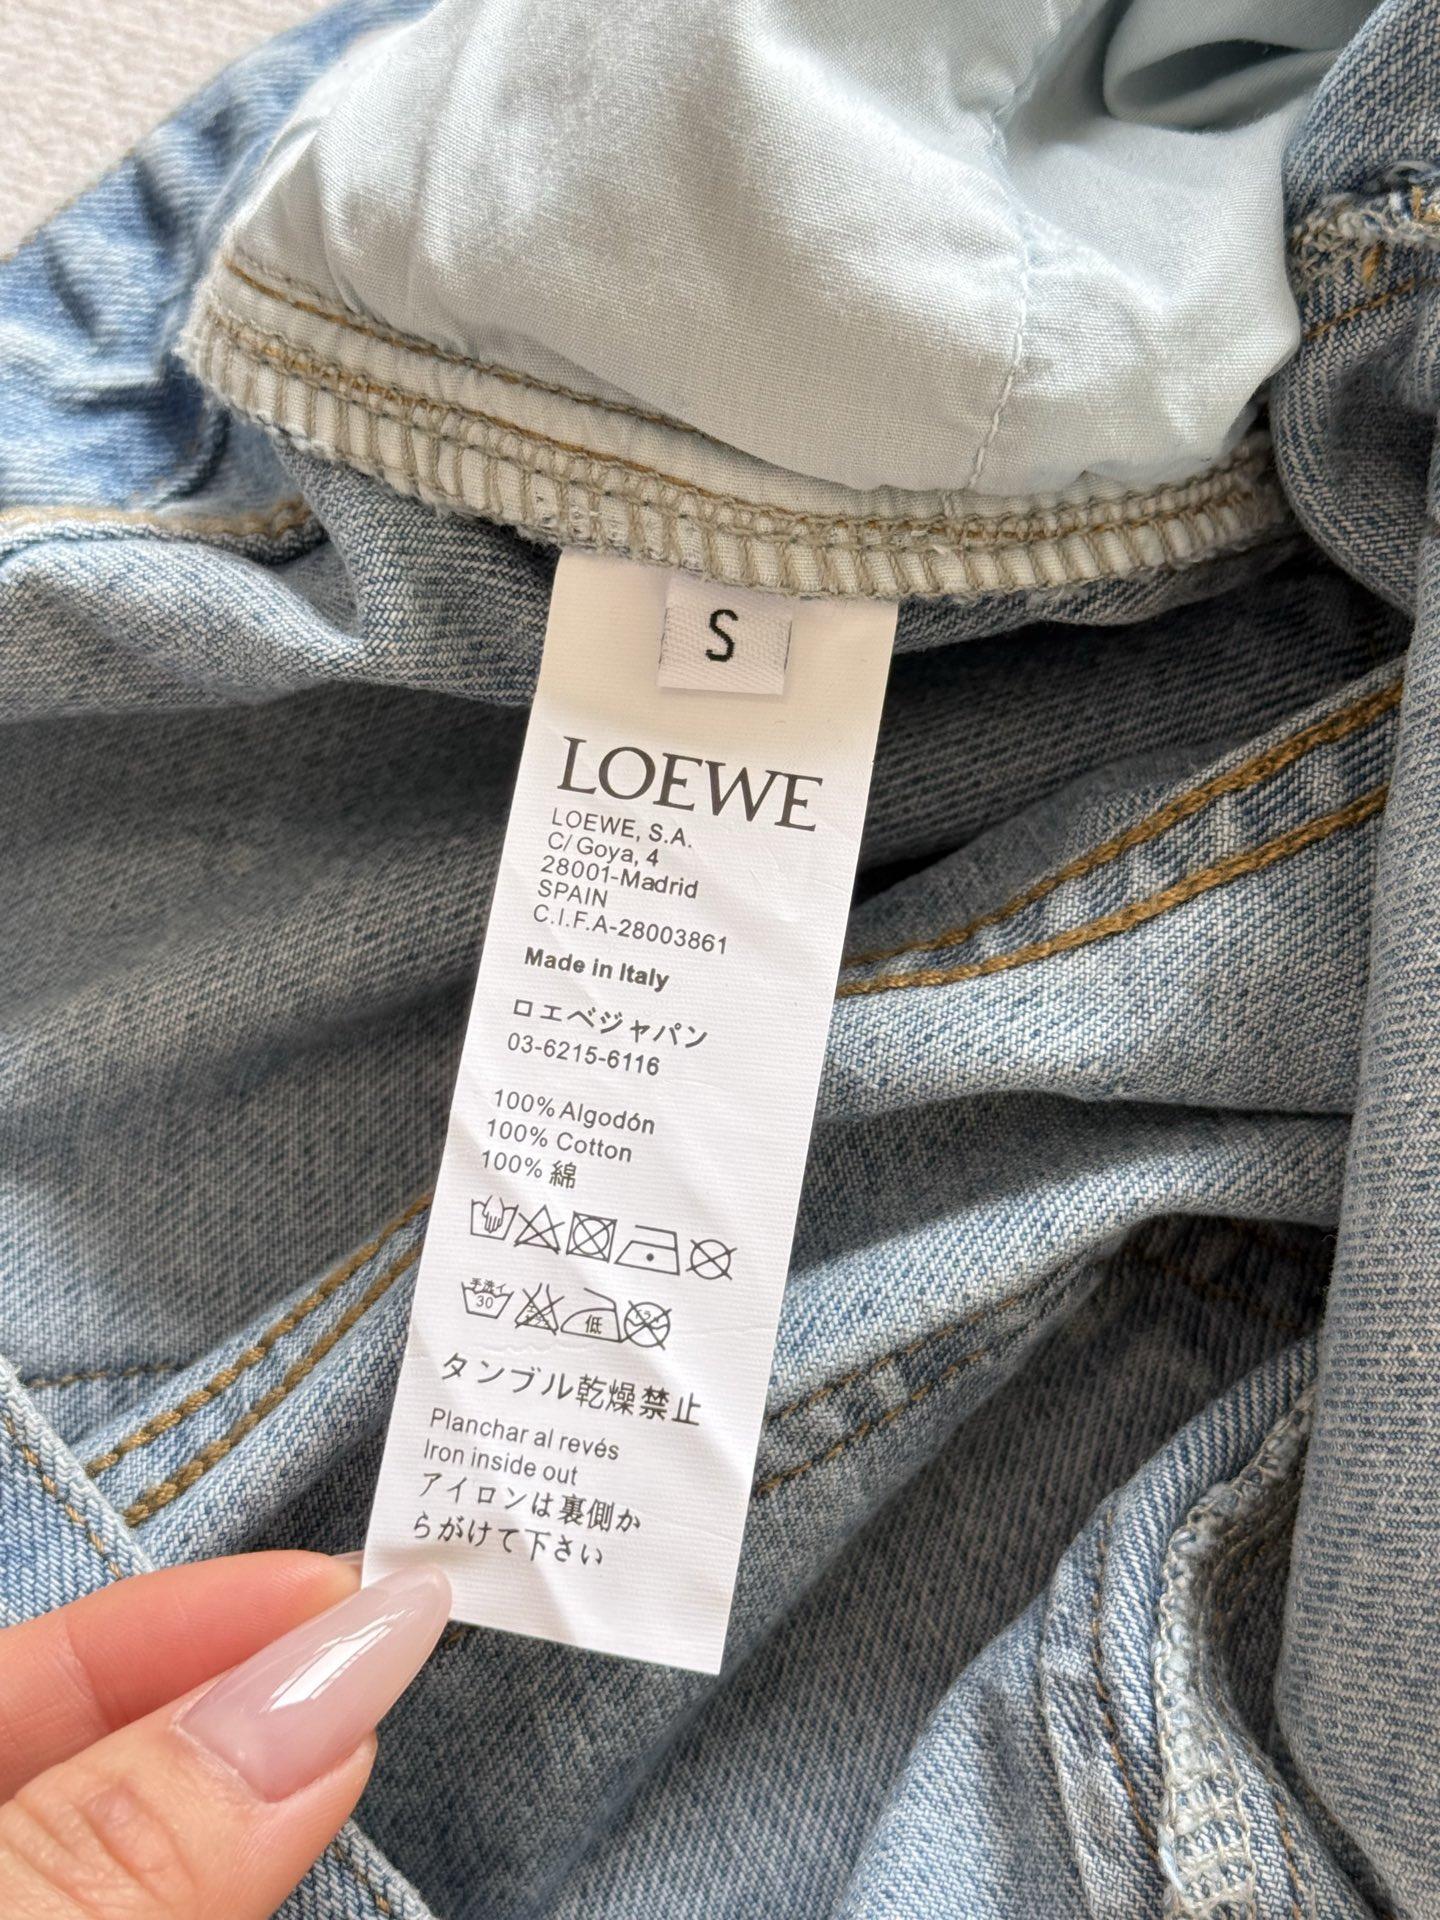 S
LOEWE
LOEWE, S.A.
C/ Goya, 4
28001-Madrid
SPAIN
C.I.F.A-28003861
Made in Italy
ロエベジャパン
03-6215-6116
100% Algodón
100% Cotton
100% 綿
手洗イ
30
低
タンブル乾燥禁止
Planchar al revés
Iron inside out
アイロンは裏側か
らがけて下さい